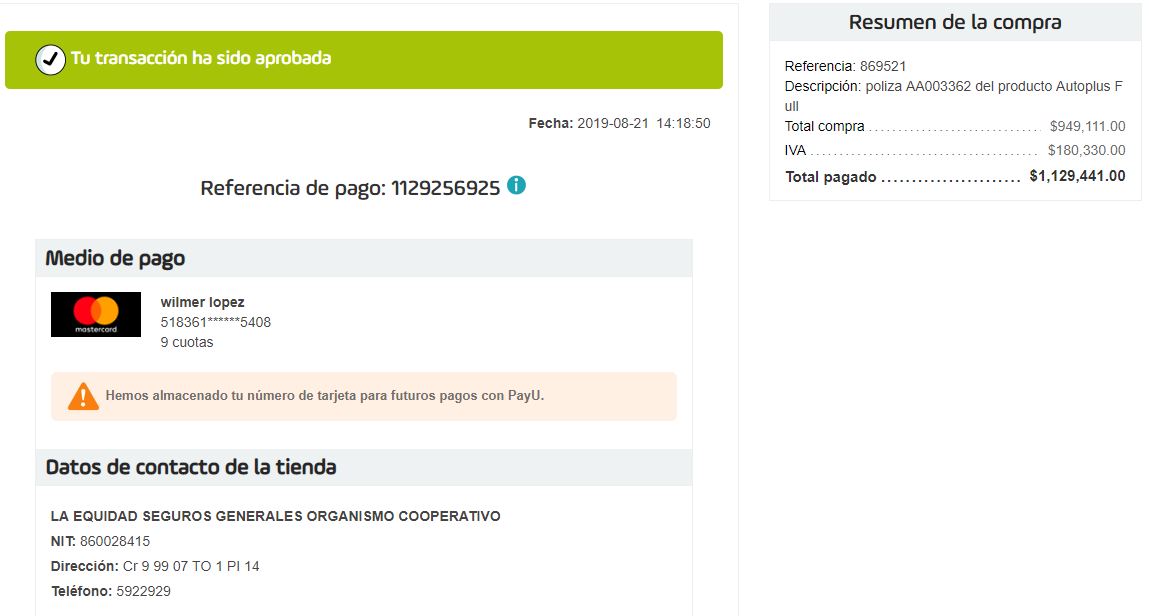 Tu transacción ha sido aprobada
Fecha: 2019-08-21 14:18:50
Referencia de pago: 1129256925
Medio de pago
mastercard
wilmer lopez
518361******5408
9 cuotas
Hemos almacenado tu número de tarjeta para futuros pagos con PayU.
Datos de contacto de la tienda
LA EQUIDAD SEGUROS GENERALES ORGANISMO COOPERATIVO
NIT: 860028415
Dirección: Cr 9 99 07 TO 1 PI 14
Teléfono: 5922929
Resumen de la compra
Referencia: 869521
Descripción: poliza AA003362 del producto Autoplus F
ull
Total compra $949,111.00
IVA $180,330.00
Total pagado $1,129,441.00